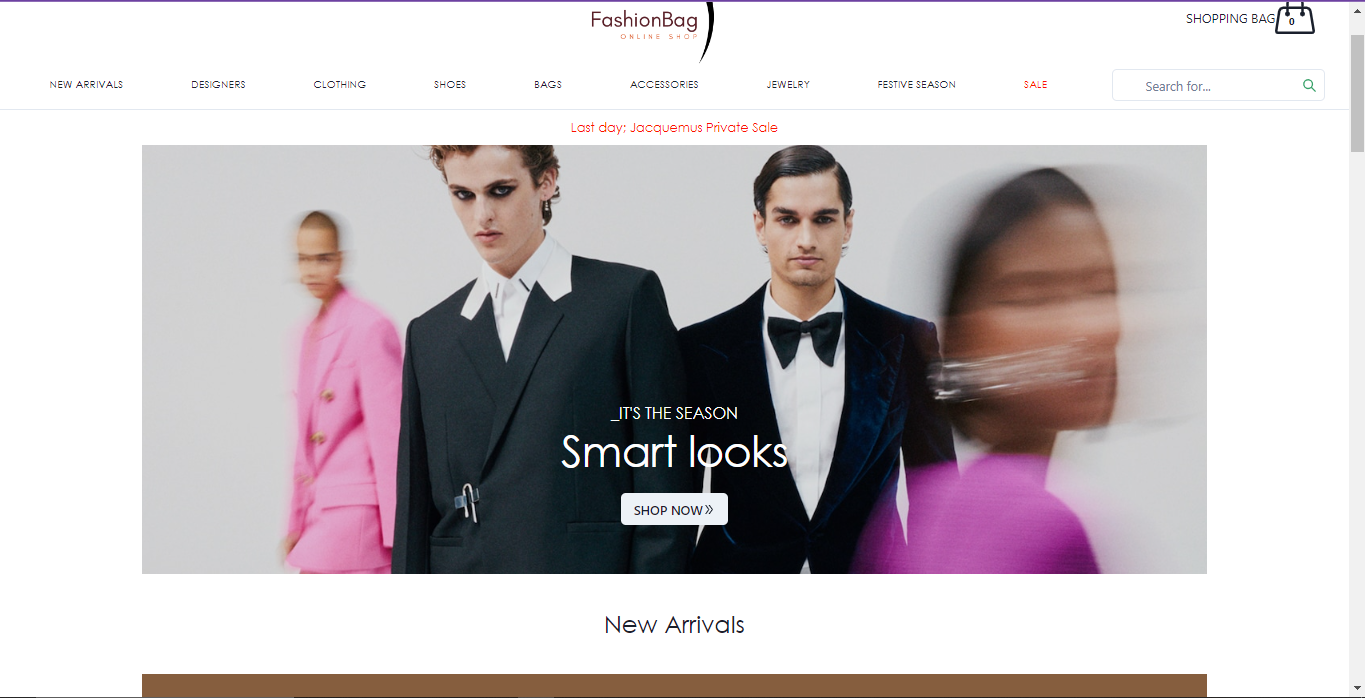 FashionBag
ONLINE SHOP
SHOPPING BAG 0
NEW ARRIVALS DESIGNERS CLOTHING SHOES BAGS ACCESSORIES JEWELRY FESTIVE SEASON SALE Search for...
Last day; Jacquemus Private Sale
_IT'S THE SEASON
Smart looks
SHOP NOW»
New Arrivals